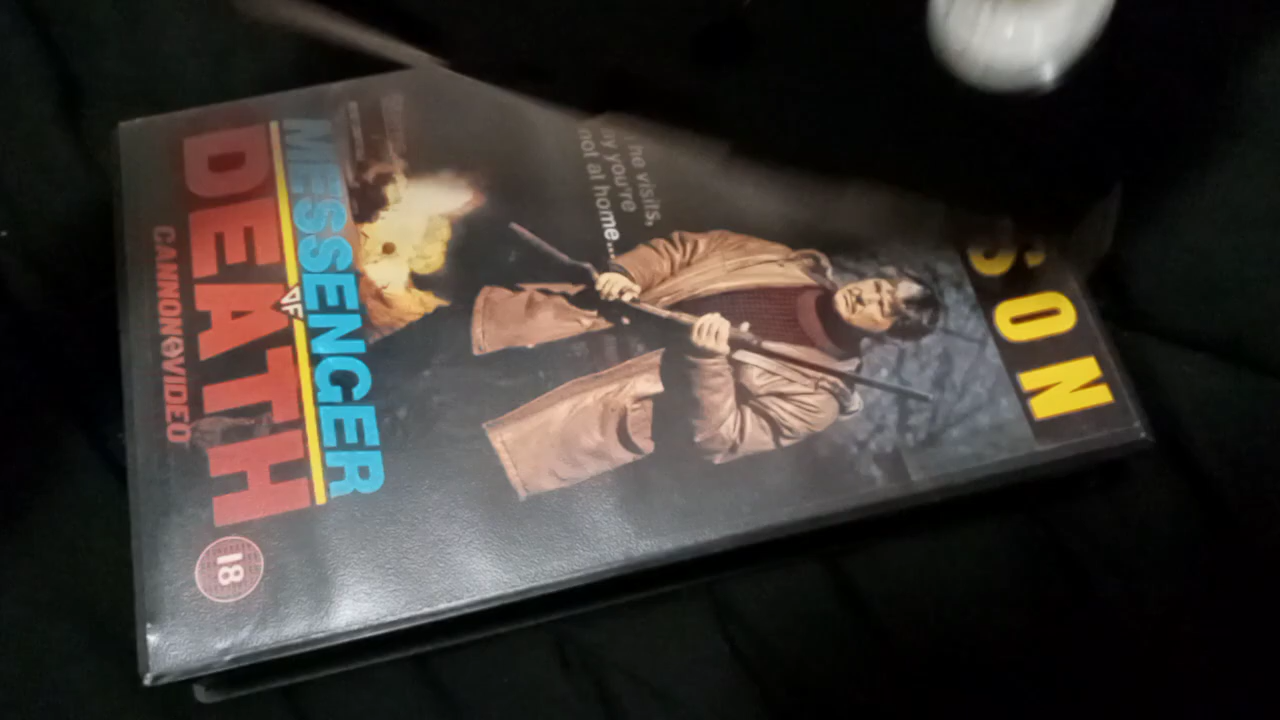 SON
he visits,
you're
not at home...
MESSENGER
OF
DEATH
CANNON VIDEO
18